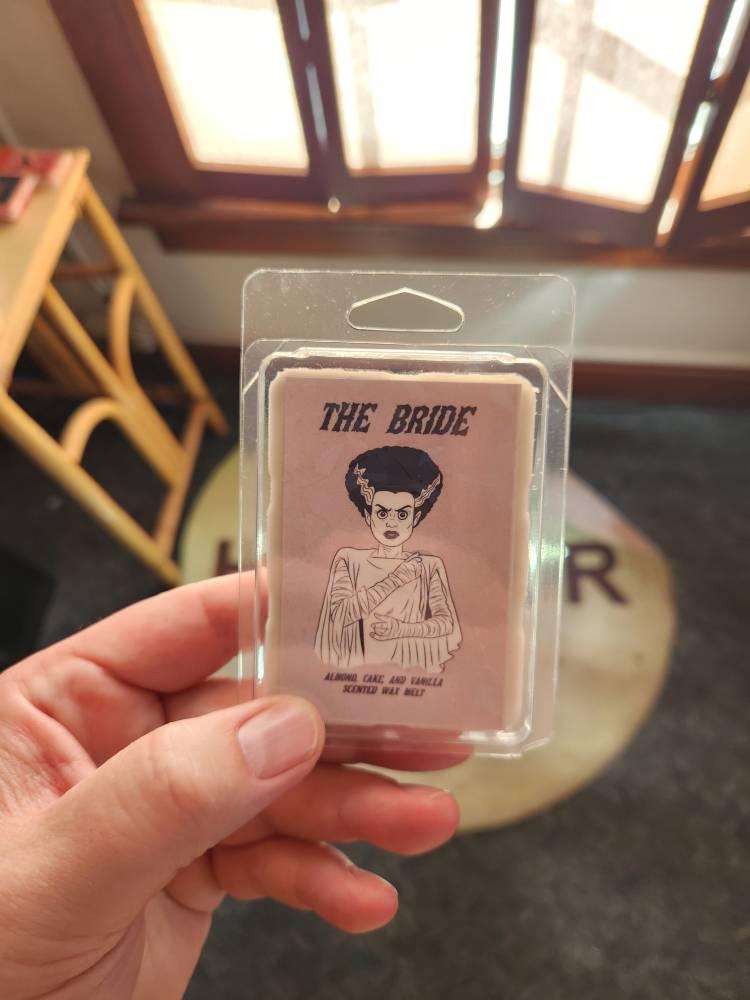 THE BRIDE
ALMOND, CAKE, AND VANILLA
SCENTED WAX MELT